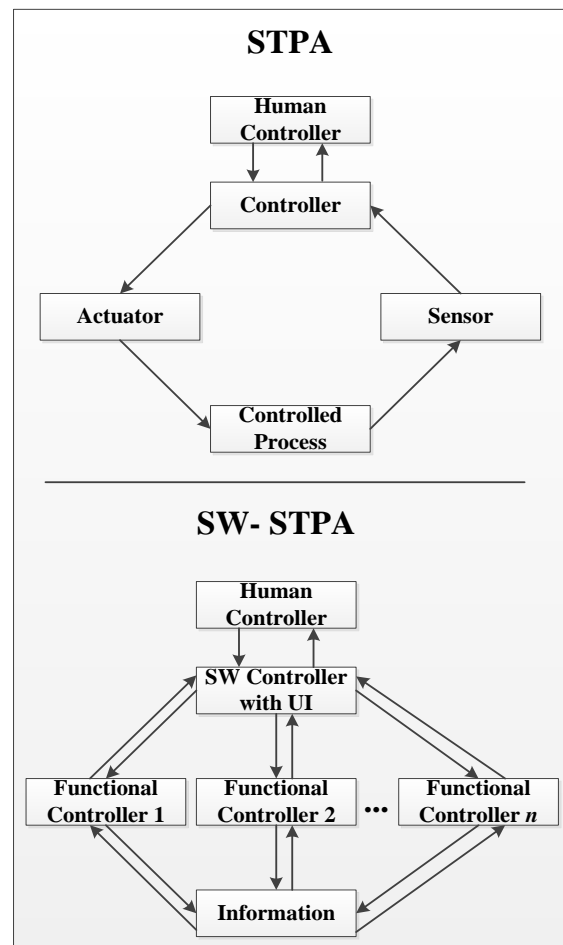 STPA
Human
Controller
Controller
Actuator
Sensor
Controlled
Process
SW- STPA
Human
Controller
SW Controller
with UI
Functional
Controller 1
Functional
Controller 2
...
Functional
Controller n
Information